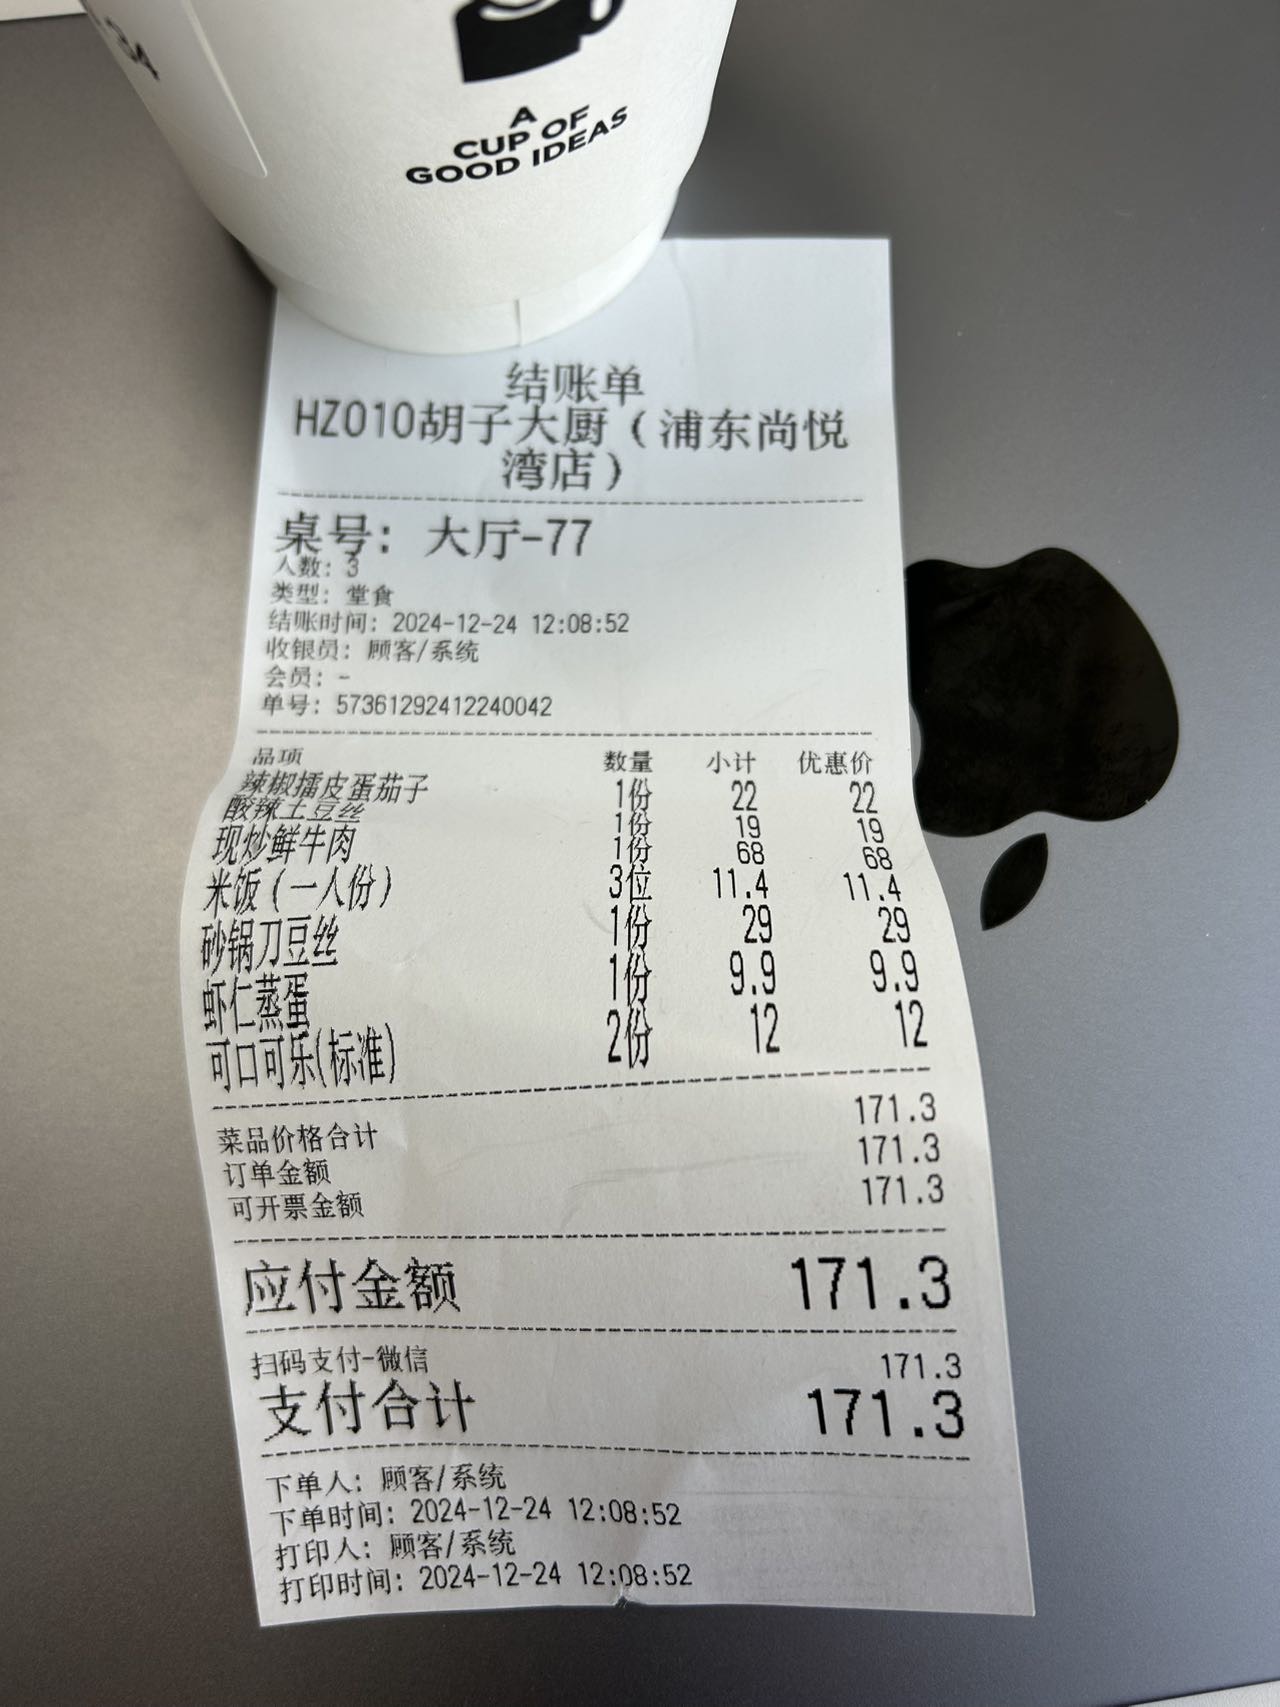 34
A
CUP OF
GOOD IDEAS
结账单
HZ010胡子大厨（浦东尚悦
湾店）
桌号：大厅-77
人数：3
类型：堂食
结账时间：2024-12-24 12:08:52
收银员：顾客/系统
会员：-
单号：57361292412240042
品项 数量 小计 优惠价
辣椒擂皮蛋茄子 1份 22 22
酸辣土豆丝 1份 19 19
现炒鲜牛肉 1份 68 68
米饭（一人份） 3位 11.4 11.4
砂锅刀豆丝 1份 29 29
虾仁蒸蛋 1份 9.9 9.9
可口可乐(标准) 2份 12 12
菜品价格合计 171.3
订单金额 171.3
可开票金额 171.3
应付金额 171.3
扫码支付-微信 171.3
支付合计 171.3
下单人：顾客/系统
下单时间：2024-12-24 12:08:52
打印人：顾客/系统
打印时间：2024-12-24 12:08:52